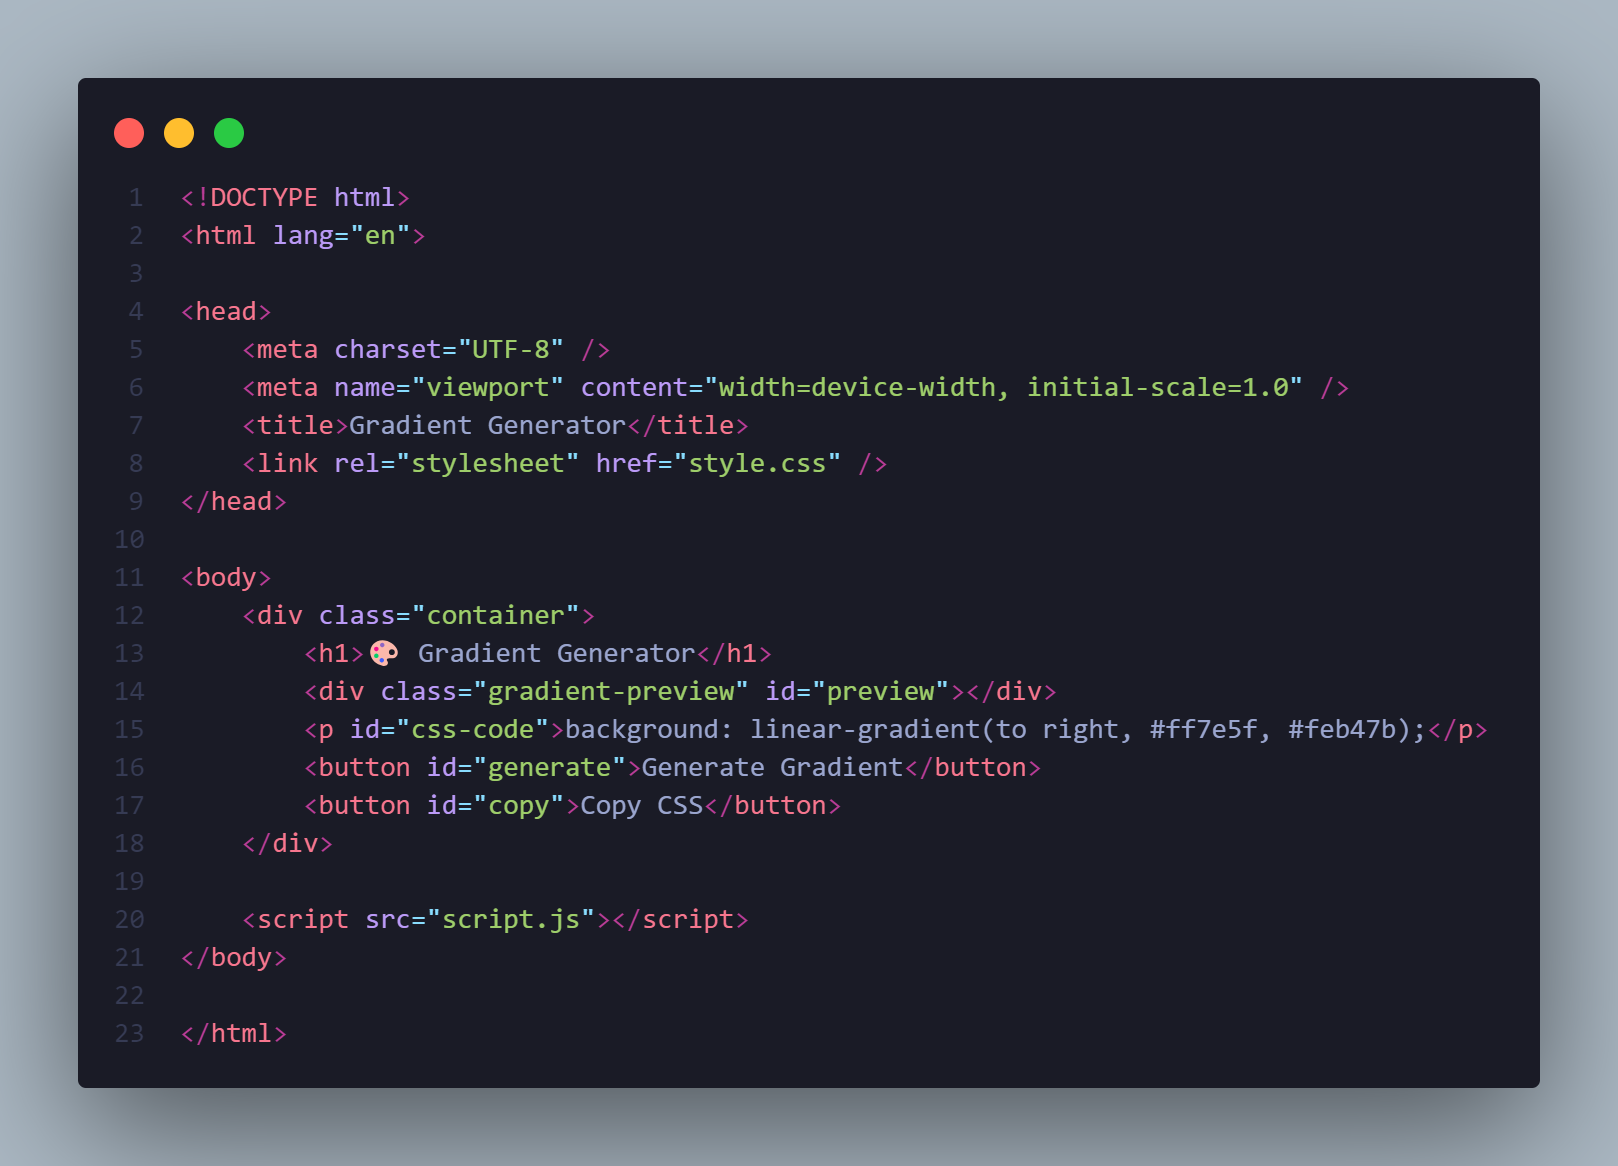 1 <!DOCTYPE html>
2 <html lang="en">
3
4 <head>
5     <meta charset="UTF-8" />
6     <meta name="viewport" content="width=device-width, initial-scale=1.0" />
7     <title>Gradient Generator</title>
8     <link rel="stylesheet" href="style.css" />
9 </head>
10
11 <body>
12     <div class="container">
13         <h1>🎨 Gradient Generator</h1>
14         <div class="gradient-preview" id="preview"></div>
15         <p id="css-code">background: linear-gradient(to right, #ff7e5f, #feb47b);</p>
16         <button id="generate">Generate Gradient</button>
17         <button id="copy">Copy CSS</button>
18     </div>
19
20     <script src="script.js"></script>
21 </body>
22
23 </html>